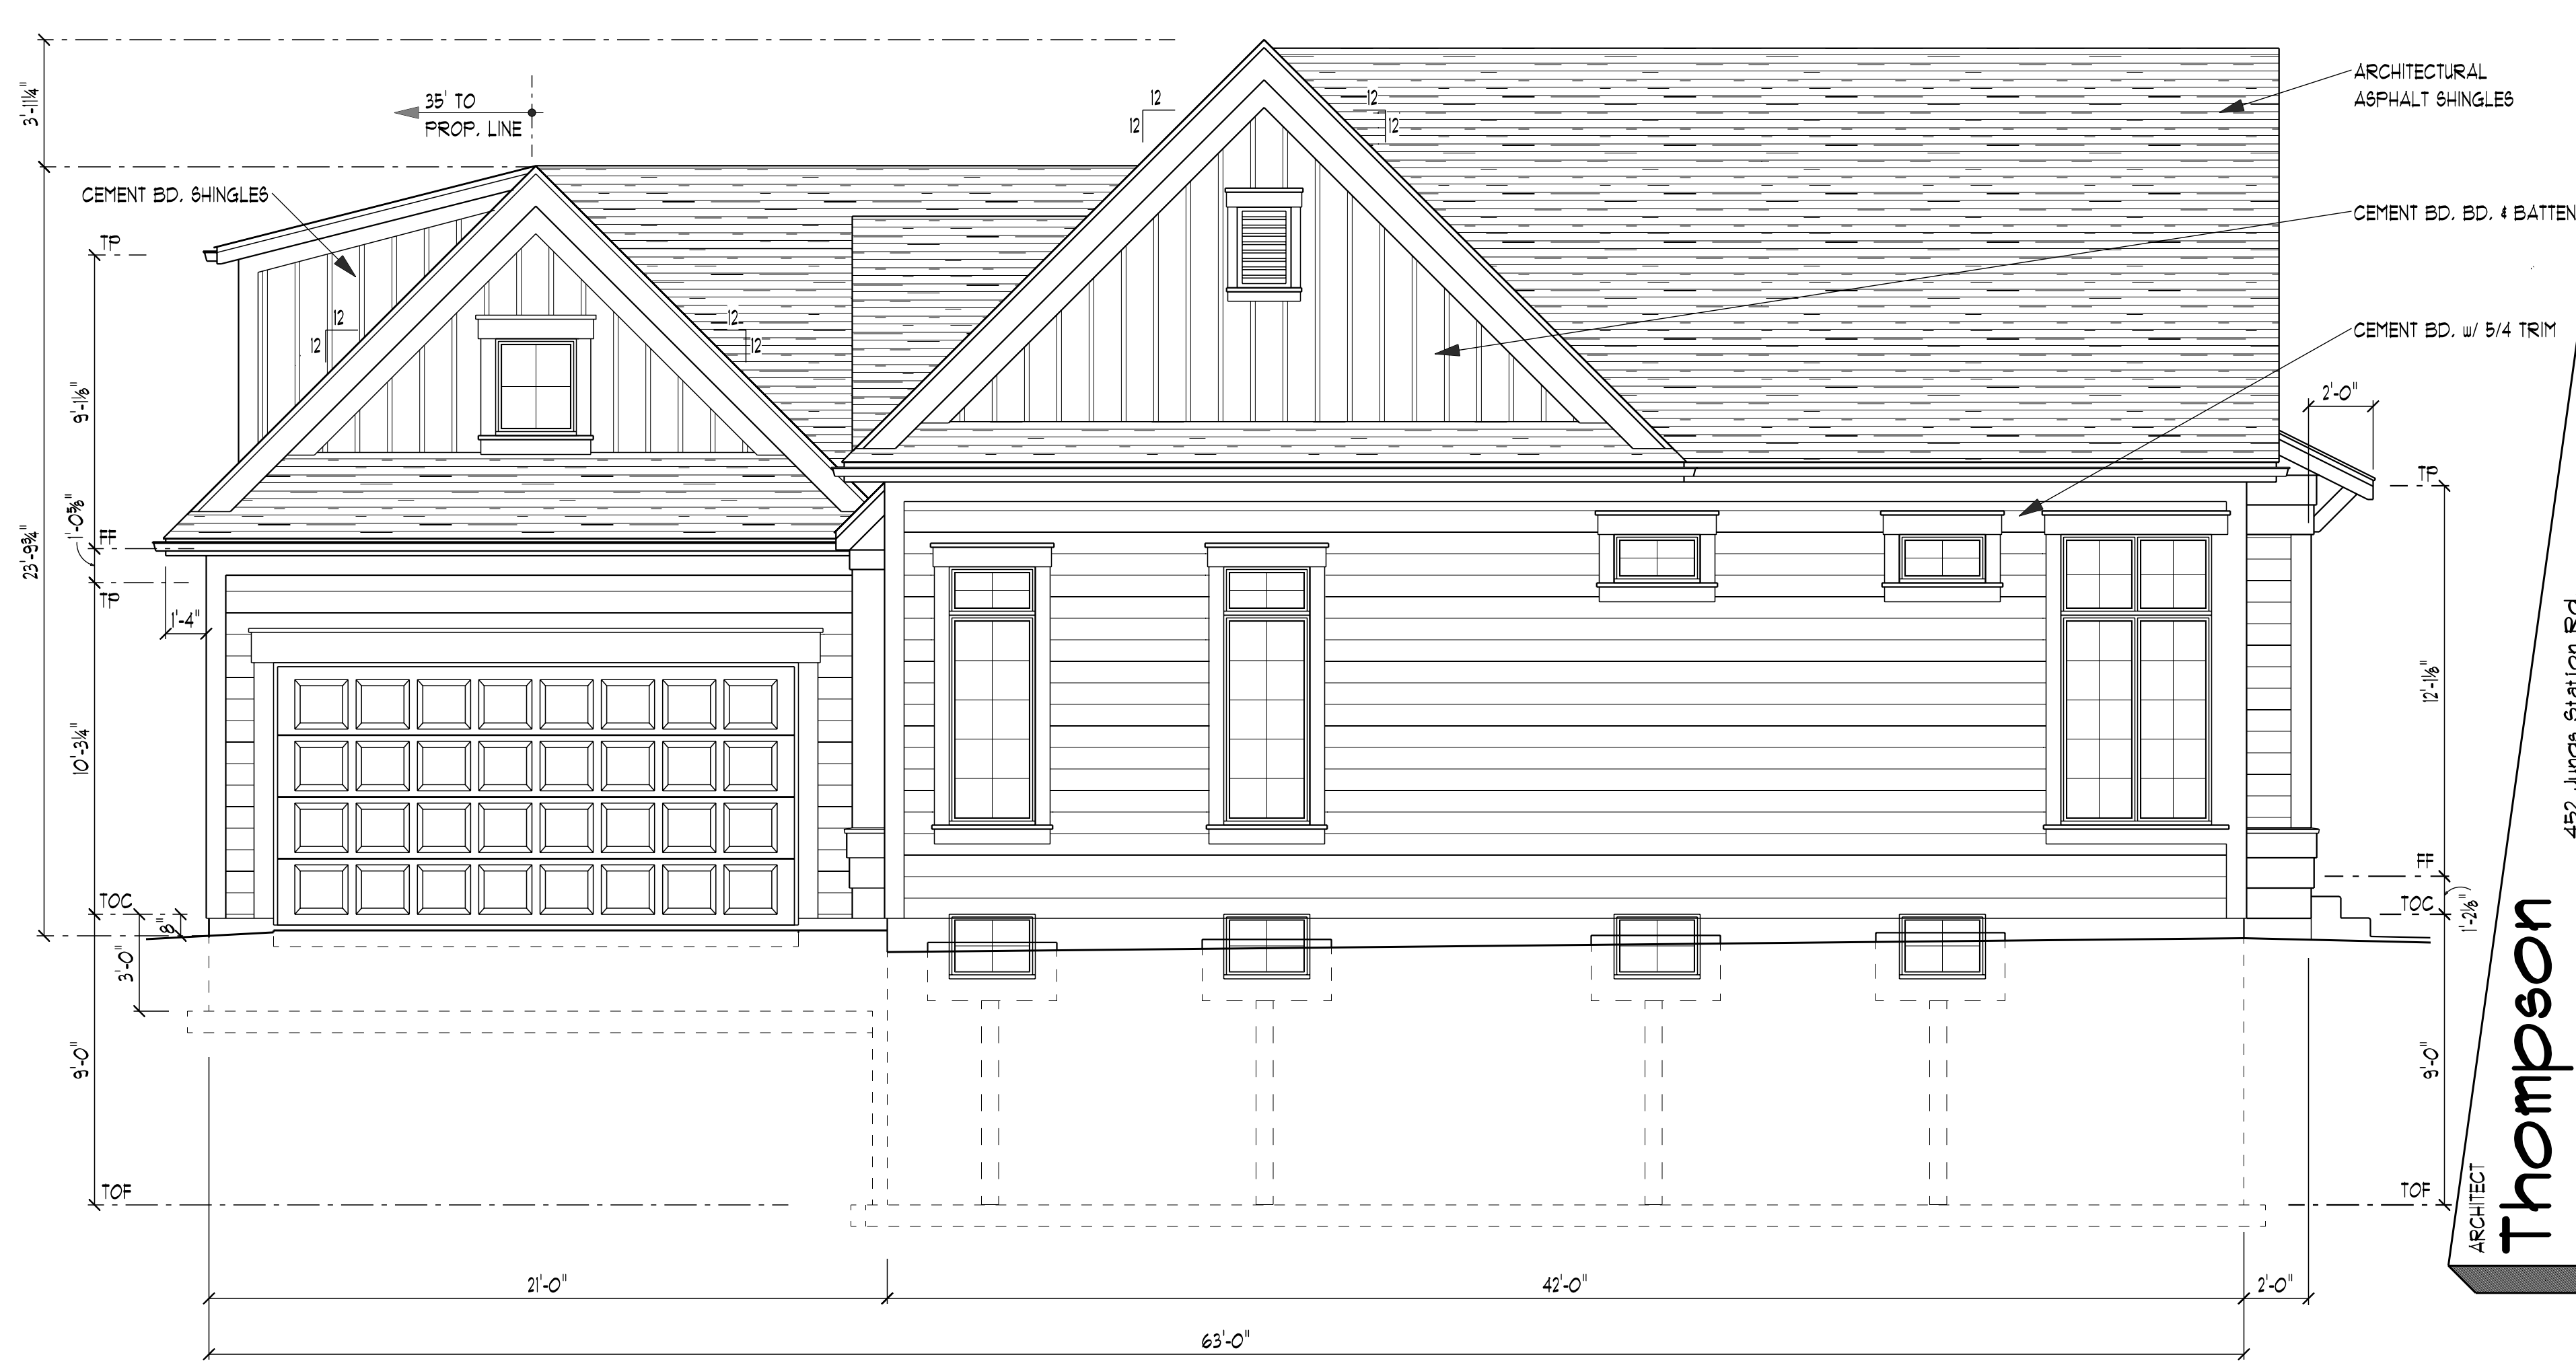 3'-11¼"
35' TO
PROP. LINE
12
12
12
12
ARCHITECTURAL
ASPHALT SHINGLES
CEMENT BD. SHINGLES
CEMENT BD. BD. & BATTEN
TP
12
12
12
12
CEMENT BD. w/ 5/4 TRIM
2'-0"
9'-1⅛"
TP
1'-0⅝"
FF
23'-9¾"
TP
1'-4"
12'-1⅛"
10'-3¼"
452 Jungs Station Rd
FF
TOC
TOC
8"
1'-2⅛"
3'-0"
9'-0"
9'-0"
TOF
TOF
ARCHITECT
Thompson
21'-0"
42'-0"
2'-0"
63'-0"